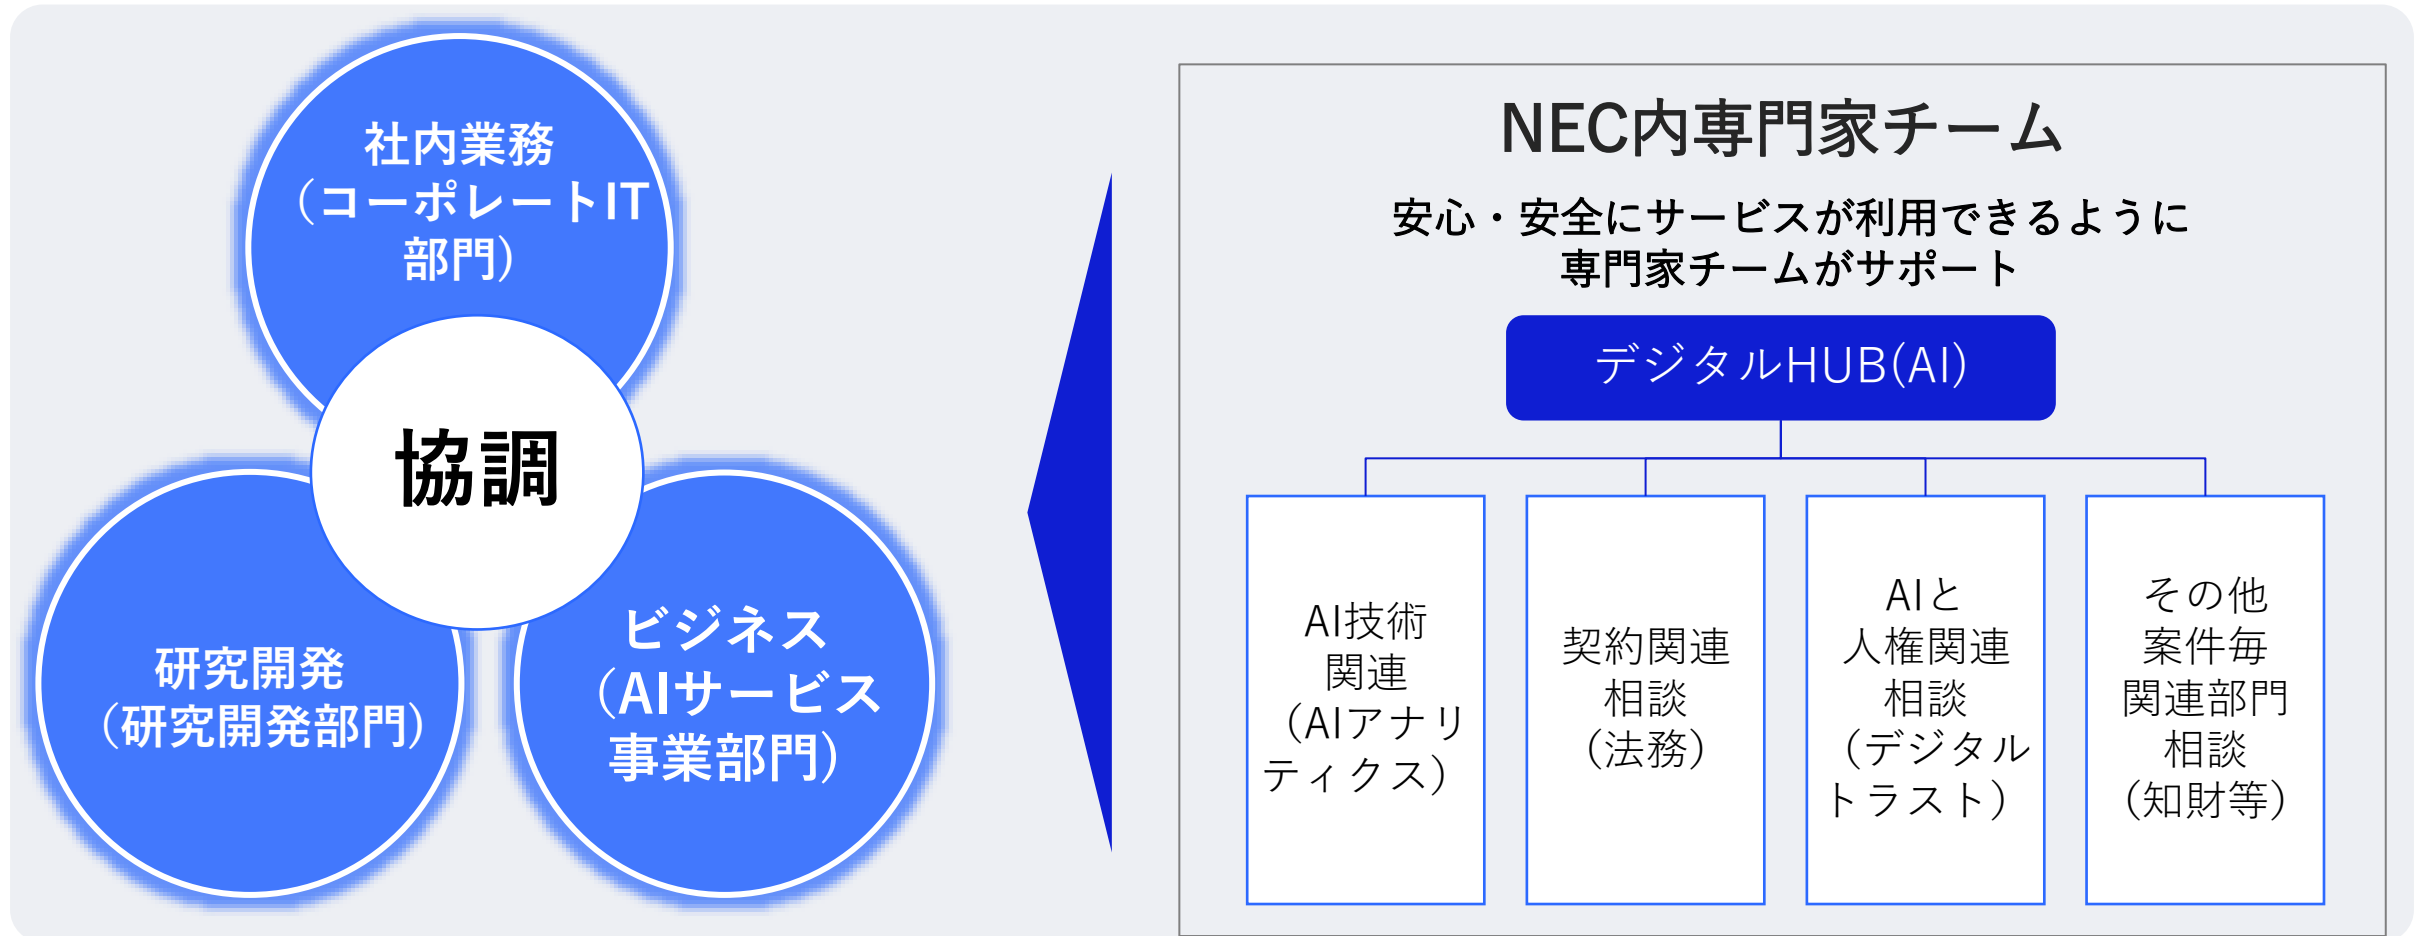 社内業務
（コーポレートIT
部門）
協調
研究開発
（研究開発部門）
ビジネス
（AIサービス
事業部門）
NEC内専門家チーム
安心・安全にサービスが利用できるように
専門家チームがサポート
デジタルHUB(AI)
AI技術
関連
（AIアナリ
ティクス）
契約関連
相談
（法務）
AIと
人権関連
相談
（デジタル
トラスト）
その他
案件毎
関連部門
相談
（知財等）